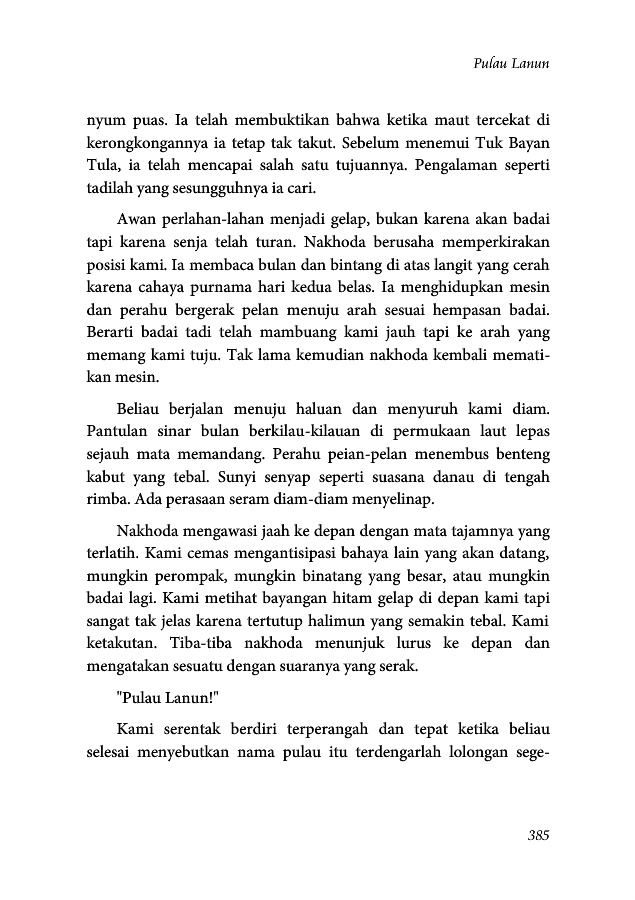 Pulau Lanun
nyum puas. Ia telah membuktikan bahwa ketika maut tercekat di
kerongkongannya ia tetap tak takut. Sebelum menemui Tuk Bayan
Tula, ia telah mencapai salah satu tujuannya. Pengalaman seperti
tadilah yang sesungguhnya ia cari.
Awan perlahan-lahan menjadi gelap, bukan karena akan badai
tapi karena senja telah turan. Nakhoda berusaha memperkirakan
posisi kami. Ia membaca bulan dan bintang di atas langit yang cerah
karena cahaya purnama hari kedua belas. Ia menghidupkan mesin
dan perahu bergerak pelan menuju arah sesuai hempasan badai.
Berarti badai tadi telah mambuang kami jauh tapi ke arah yang
memang kami tuju. Tak lama kemudian nakhoda kembali memati-
kan mesin.
Beliau berjalan menuju haluan dan menyuruh kami diam.
Pantulan sinar bulan berkilau-kilauan di permukaan laut lepas
sejauh mata memandang. Perahu peian-pelan menembus benteng
kabut yang tebal. Sunyi senyap seperti suasana danau di tengah
rimba. Ada perasaan seram diam-diam menyelinap.
Nakhoda mengawasi jaah ke depan dengan mata tajamnya yang
terlatih. Kami cemas mengantisipasi bahaya lain yang akan datang,
mungkin perompak, mungkin binatang yang besar, atau mungkin
badai lagi. Kami metihat bayangan hitam gelap di depan kami tapi
sangat tak jelas karena tertutup halimun yang semakin tebal. Kami
ketakutan. Tiba-tiba nakhoda menunjuk lurus ke depan dan
mengatakan sesuatu dengan suaranya yang serak.
"Pulau Lanun!"
Kami serentak berdiri terperangah dan tepat ketika beliau
selesai menyebutkan nama pulau itu terdengarlah lolongan sege-
385